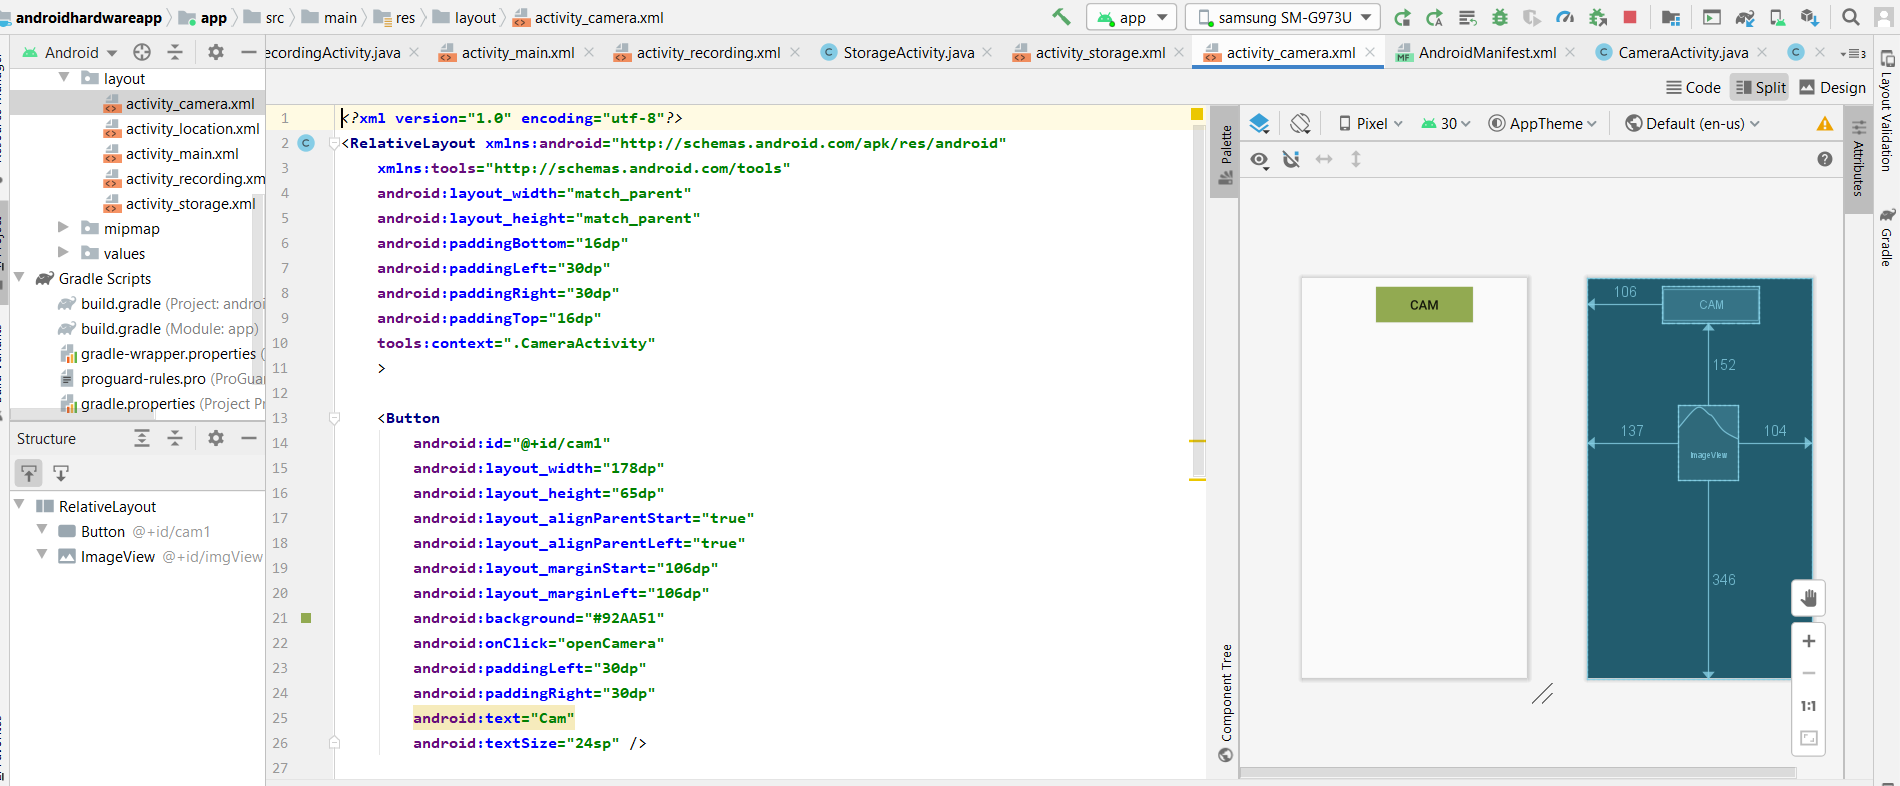 androidhardwareapp app src main res layout activity_camera.xml app samsung SM-G973U
Android ecordingActivity.java activity_main.xml activity_recording.xml StorageActivity.java activity_storage.xml activity_camera.xml AndroidManifest.xml CameraActivity.java
Code Split Design
layout
activity_camera.xml
activity_location.xml
activity_main.xml
activity_recording.xm
activity_storage.xml
mipmap
values
Gradle Scripts
build.gradle (Project: androi
build.gradle (Module: app)
gradle-wrapper.properties (
proguard-rules.pro (ProGua
gradle.properties (Project Pr
Structure
RelativeLayout
Button @+id/cam1
ImageView @+id/imgView
1 <?xml version="1.0" encoding="utf-8"?>
2 <RelativeLayout xmlns:android="http://schemas.android.com/apk/res/android"
3 xmlns:tools="http://schemas.android.com/tools"
4 android:layout_width="match_parent"
5 android:layout_height="match_parent"
6 android:paddingBottom="16dp"
7 android:paddingLeft="30dp"
8 android:paddingRight="30dp"
9 android:paddingTop="16dp"
10 tools:context=".CameraActivity"
11 >
12
13 <Button
14 android:id="@+id/cam1"
15 android:layout_width="178dp"
16 android:layout_height="65dp"
17 android:layout_alignParentStart="true"
18 android:layout_alignParentLeft="true"
19 android:layout_marginStart="106dp"
20 android:layout_marginLeft="106dp"
21 android:background="#92AA51"
22 android:onClick="openCamera"
23 android:paddingLeft="30dp"
24 android:paddingRight="30dp"
25 android:text="Cam"
26 android:textSize="24sp" />
27
Palette
Component Tree
Pixel 30 AppTheme Default (en-us)
CAM
106 CAM
152
137 104
ImageView
346
1:1
Attributes
Layout Validation
Gradle